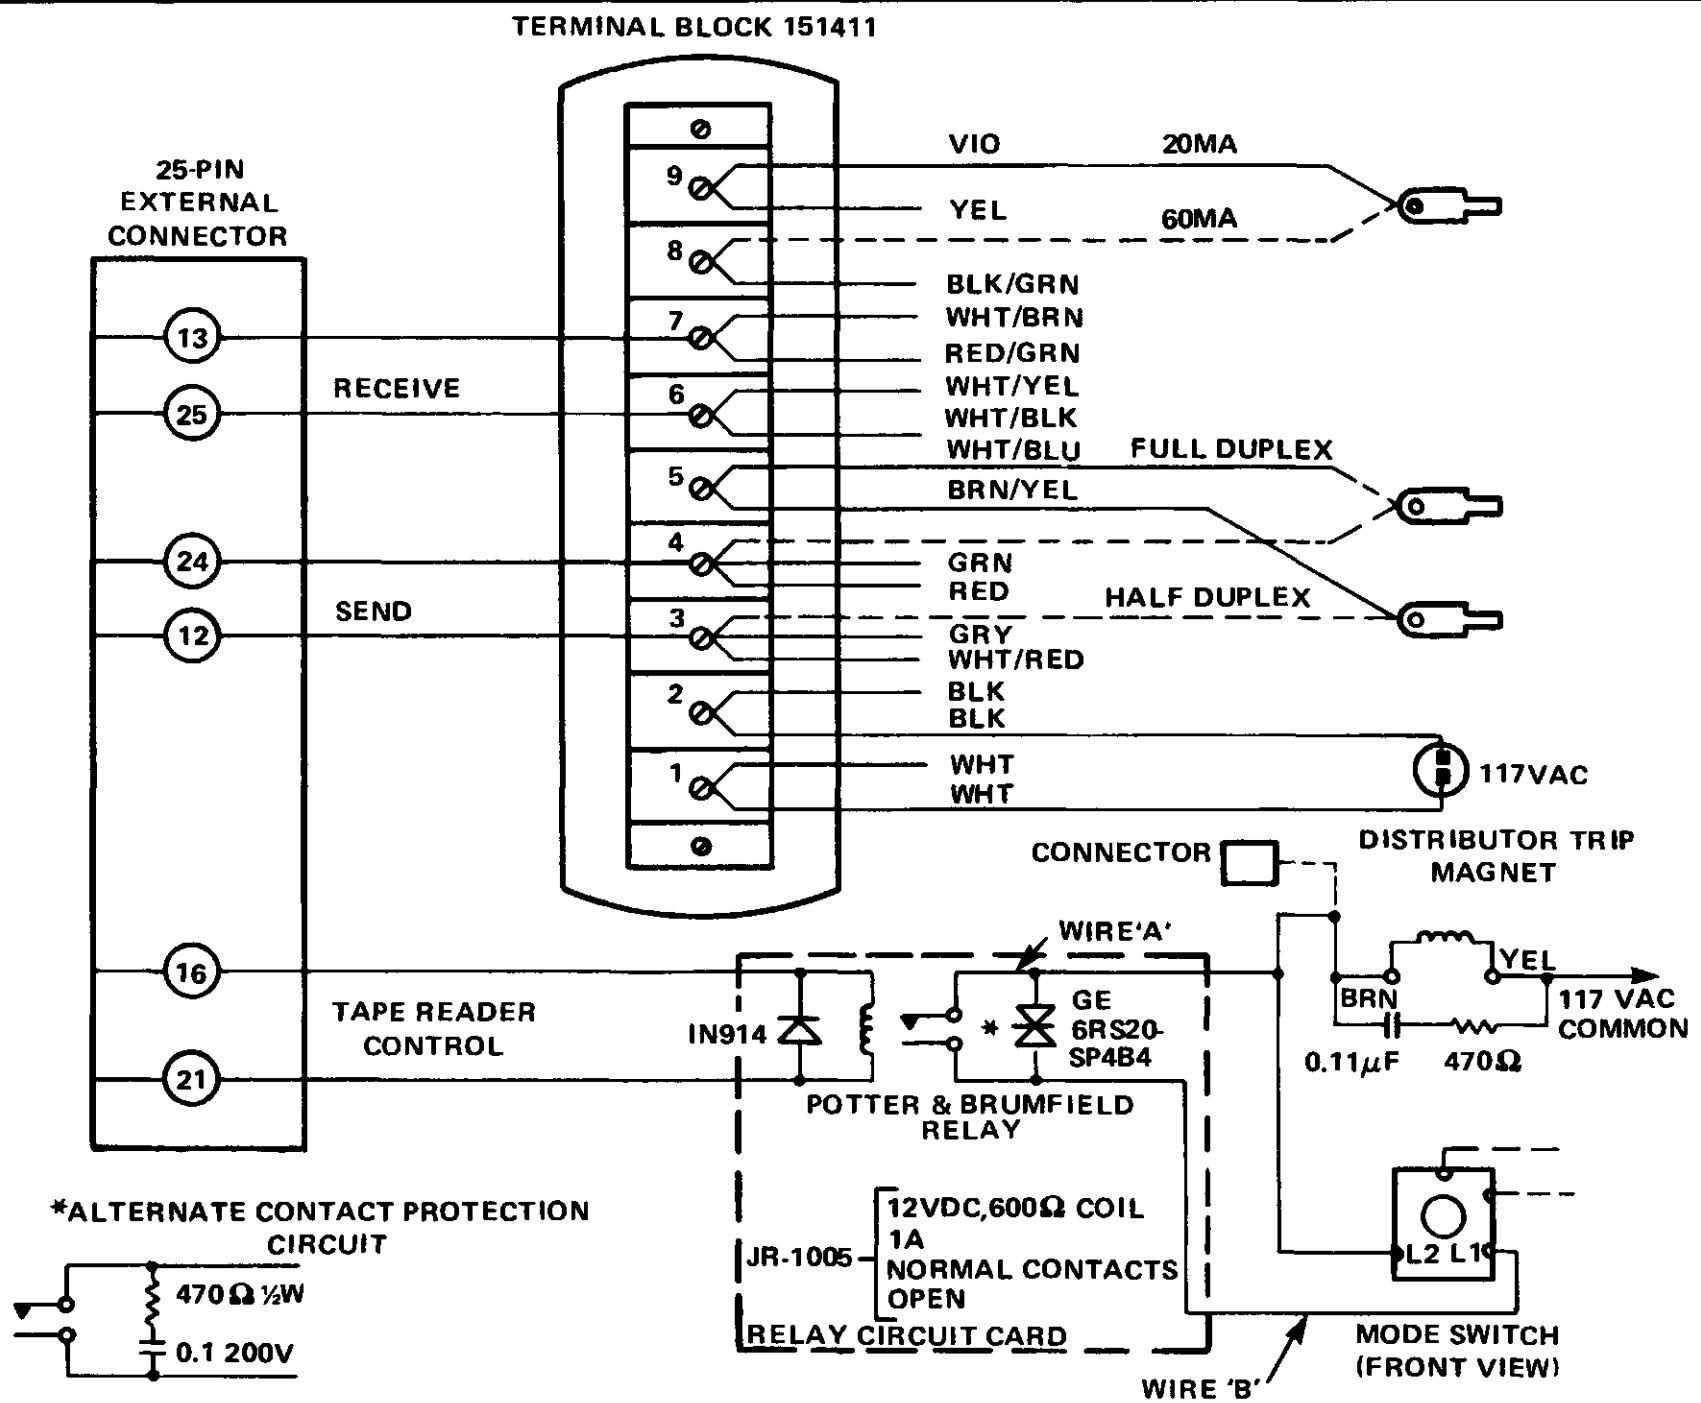 TERMINAL BLOCK 151411
25-PIN
EXTERNAL
CONNECTOR
13
25
RECEIVE
24
SEND
12
16
TAPE READER
CONTROL
21
9
8
7
6
5
4
3
2
1
VIO 20MA
YEL 60MA
BLK/GRN
WHT/BRN
RED/GRN
WHT/YEL
WHT/BLK
WHT/BLU FULL DUPLEX
BRN/YEL
GRN
RED
HALF DUPLEX
GRY
WHT/RED
BLK
BLK
WHT
WHT
117VAC
CONNECTOR
DISTRIBUTOR TRIP
MAGNET
WIRE 'A'
YEL
BRN
117 VAC
COMMON
0.11µF 470Ω
IN914
*
GE
6RS20-
SP4B4
POTTER & BRUMFIELD
RELAY
JR-1005
12VDC,600Ω COIL
1A
NORMAL CONTACTS
OPEN
RELAY CIRCUIT CARD
L2 L1
MODE SWITCH
(FRONT VIEW)
WIRE 'B'
*ALTERNATE CONTACT PROTECTION
CIRCUIT
470Ω ½W
0.1 200V